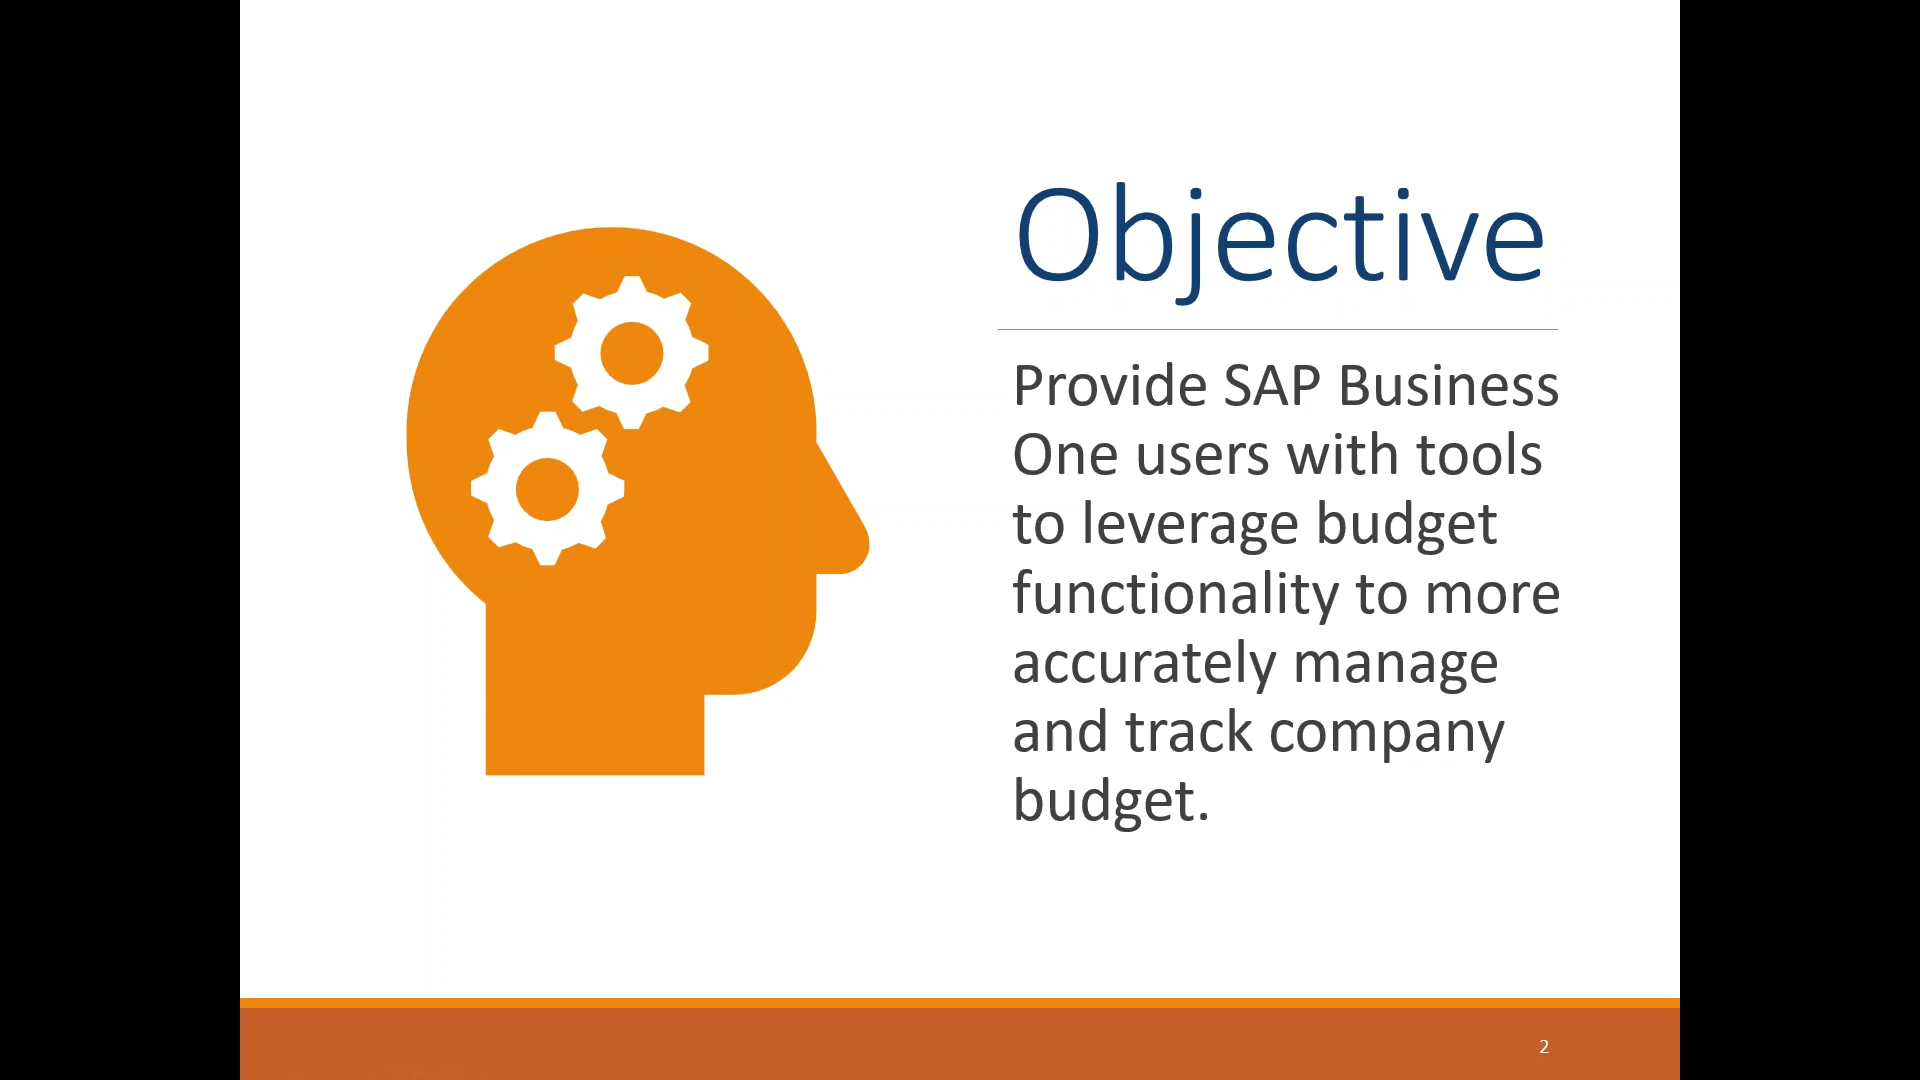 Objective
Provide SAP Business
One users with tools
to leverage budget
functionality to more
accurately manage
and track company
budget.
2